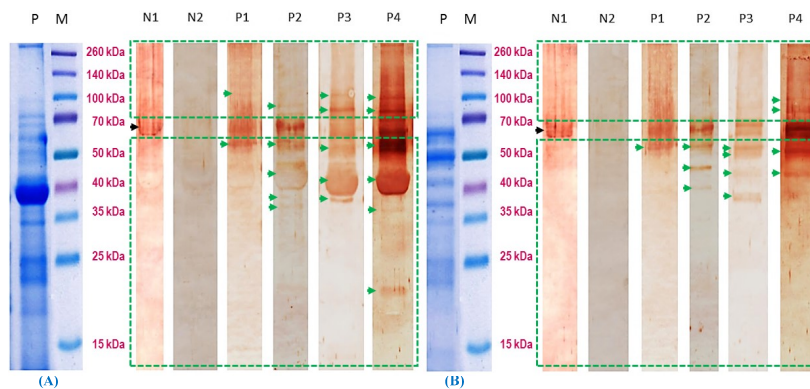 P M N1 N2 P1 P2 P3 P4 P M N1 N2 P1 P2 P3 P4
260 kDa 260 kDa
140 kDa 140 kDa
100 kDa 100 kDa
70 kDa 70 kDa
50 kDa 50 kDa
40 kDa 40 kDa
35 kDa 35 kDa
25 kDa 25 kDa
15 kDa 15 kDa
(A) (B)